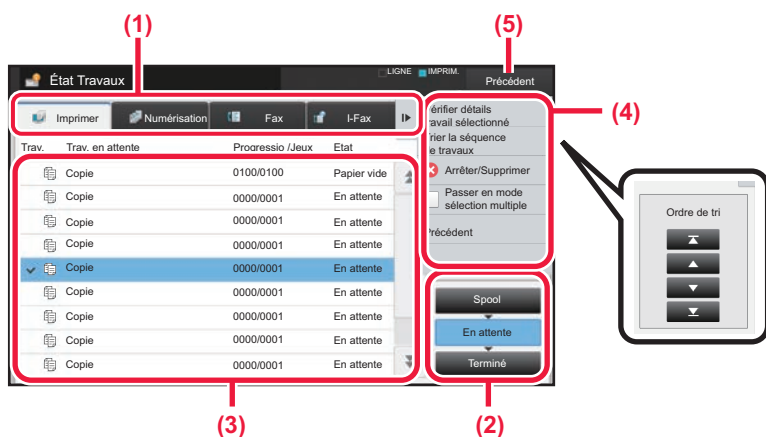 (1)
(5)
État Travaux
LIGNE
IMPRIM.
Précédent
Imprimer
Numérisation
Fax
I-Fax
Trav.
Trav. en attente
Progressio /Jeux
Etat
Copie 0100/0100 Papier vide
Copie 0000/0001 En attente
Copie 0000/0001 En attente
Copie 0000/0001 En attente
Copie 0000/0001 En attente
Copie 0000/0001 En attente
Copie 0000/0001 En attente
Copie 0000/0001 En attente
Copie 0000/0001 En attente
érifier détails
ravail sélectionné
rier la séquence
e travaux
Arrêter/Supprimer
Passer en mode
sélection multiple
récédent
(4)
Ordre de tri
Spool
En attente
Terminé
(3)
(2)